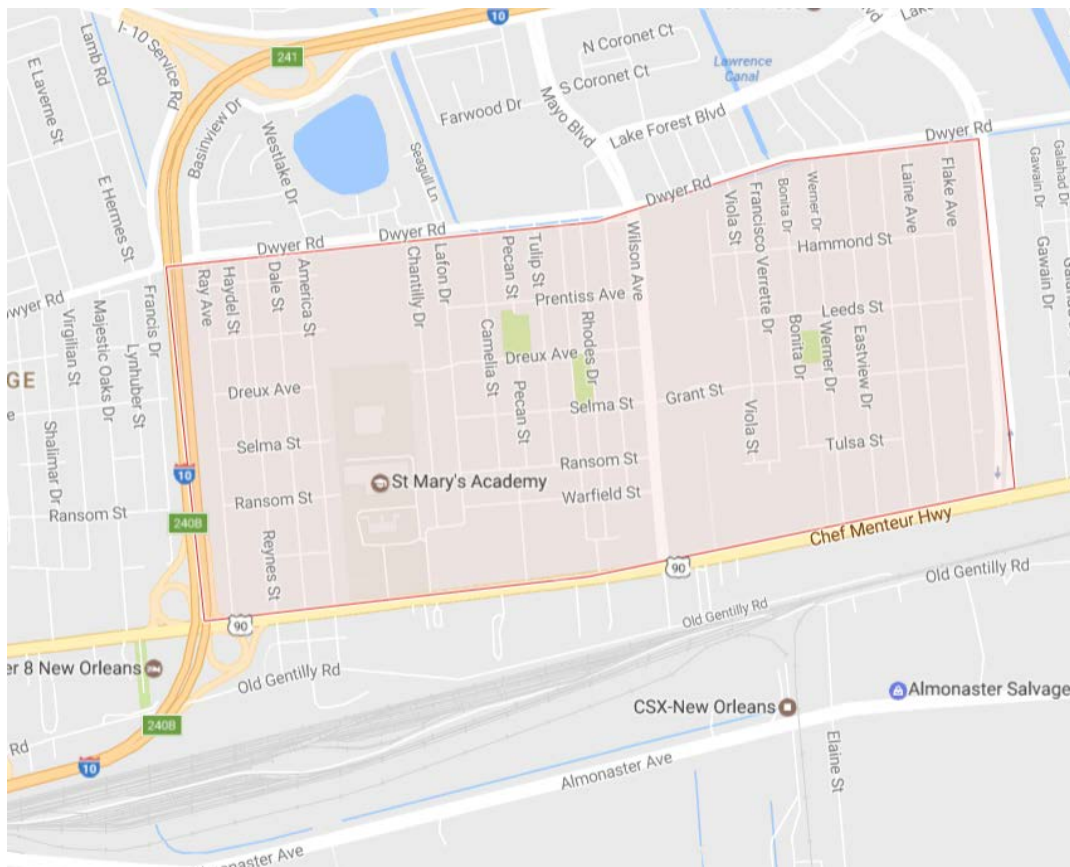 10
I-10 Service Rd
Lamb Rd
E Laverne St
241
N Coronet Ct
S Coronet Ct
Lawrence
Canal
Mayo Blvd
Farwood Dr
Lake Forest Blvd
Basinview Dr
Westlake Dr
Seagull Ln
E Hermes St
Dwyer Rd
Dwyer Rd
Dwyer Rd
Dwyer Rd
Galahad Dr
Gawain Dr
Gawain Dr
Flake Ave
Laine Ave
Werner Dr
Bonita Dr
Francisco Verrette Dr
Viola St
Hammond St
Wilson Ave
Tulip St
Pecan St
Lafon Dr
Chantilly Dr
America St
Dale St
Haydel St
Ray Ave
Francis Dr
Lynhuber St
Majestic Oaks Dr
Virgilian St
Prentiss Ave
Leeds St
Rhodes Dr
Camelia St
Dreux Ave
Dreux Ave
Bonita Dr
Werner Dr
Eastview Dr
GE
Pecan St
Selma St
Grant St
Viola St
Tulsa St
Selma St
Shalimar Dr
10
Ransom St
St Mary's Academy
Warfield St
Ransom St
Ransom St
240B
Reynes St
Chef Menteur Hwy
90
90
Old Gentilly Rd
Old Gentilly Rd
Old Gentilly Rd
er 8 New Orleans
240B
CSX-New Orleans
Almonaster Salvage
Rd
10
Elaine St
Almonaster Ave
onaster Ave